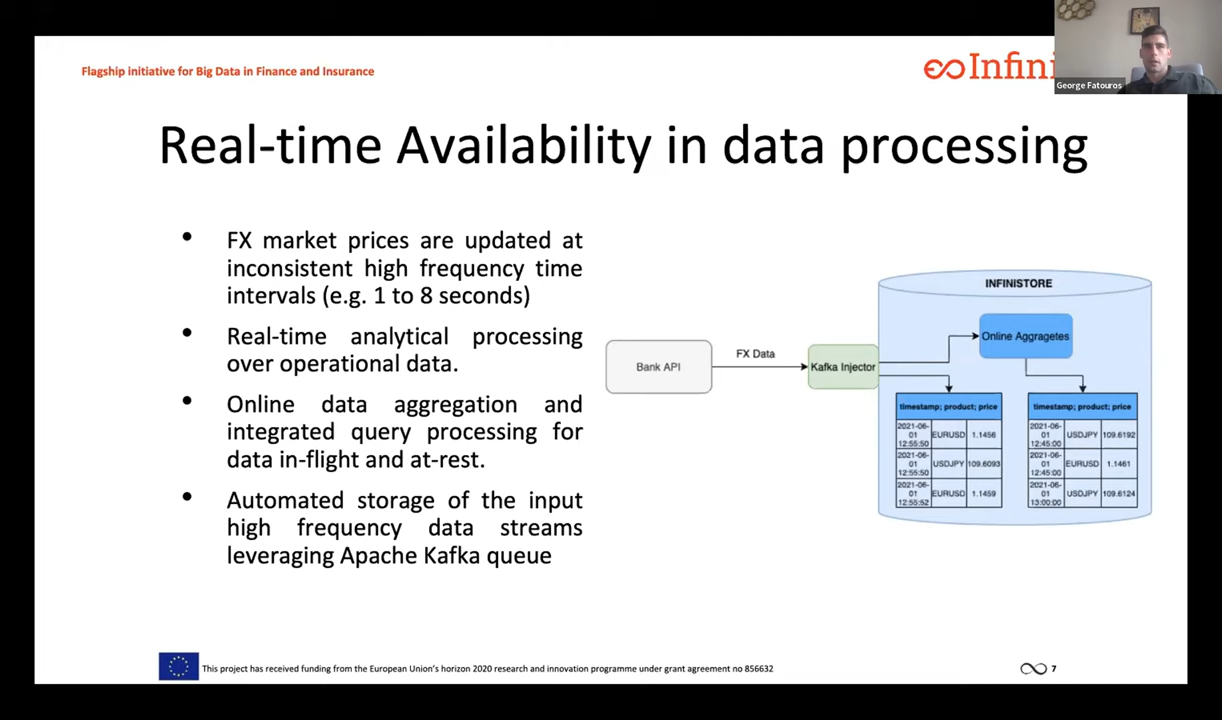 Flagship initiative for Big Data in Finance and Insurance
Infini
George Fatouros
Real-time Availability in data processing
• FX market prices are updated at
inconsistent high frequency time
intervals (e.g. 1 to 8 seconds)
• Real-time analytical processing
over operational data.
• Online data aggregation and
integrated query processing for
data in-flight and at-rest.
• Automated storage of the input
high frequency data streams
leveraging Apache Kafka queue
Bank API
FX Data
Kafka Injector
INFINISTORE
Online Aggragetes
timestamp; product; price
2021-06-
01
12:55:50
EURUSD
1.1456
2021-06-
01
12:55:50
USDJPY
109.6093
2021-06-
01
12:55:52
EURUSD
1.1459
timestamp; product; price
2021-06-
01
12:45:00
USDJPY
109.6192
2021-06-
01
12:45:00
EURUSD
1.1461
2021-06-
01
13:00:00
USDJPY
109.6124
This project has received funding from the European Union's horizon 2020 research and innovation programme under grant agreement no 856632
7